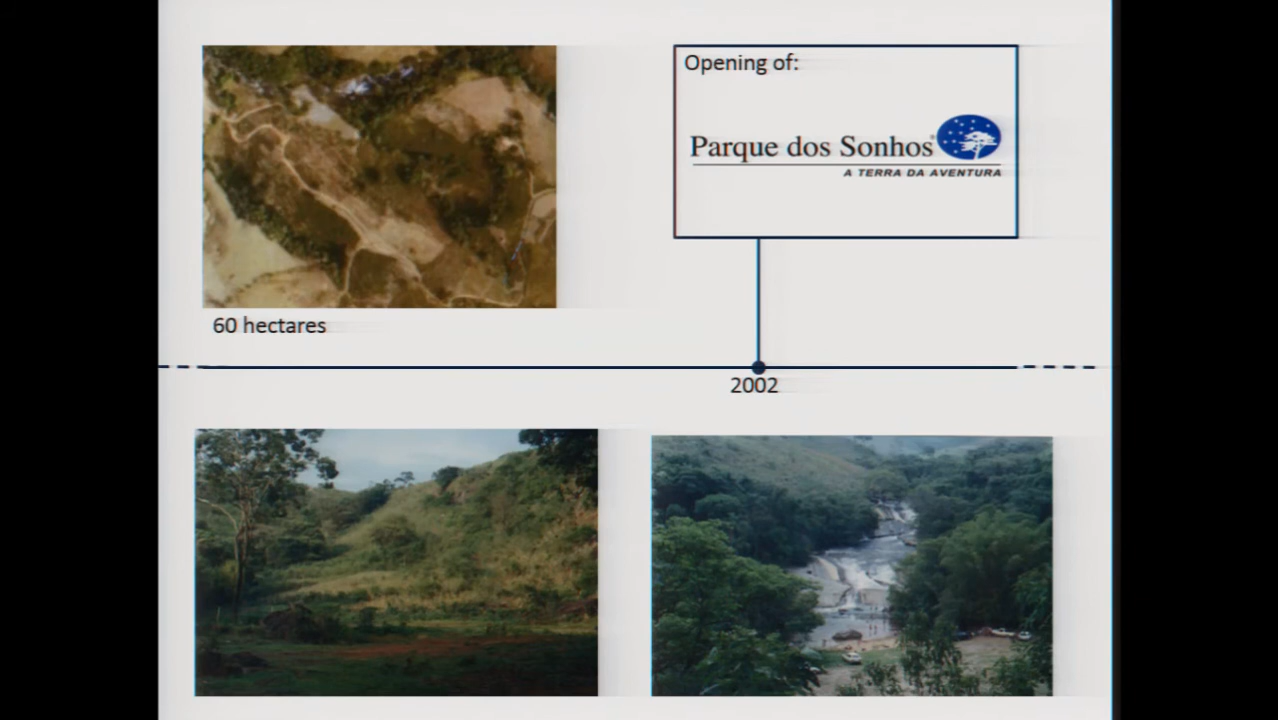 Opening of:
Parque dos Sonhos®
A TERRA DA AVENTURA
60 hectares
2002